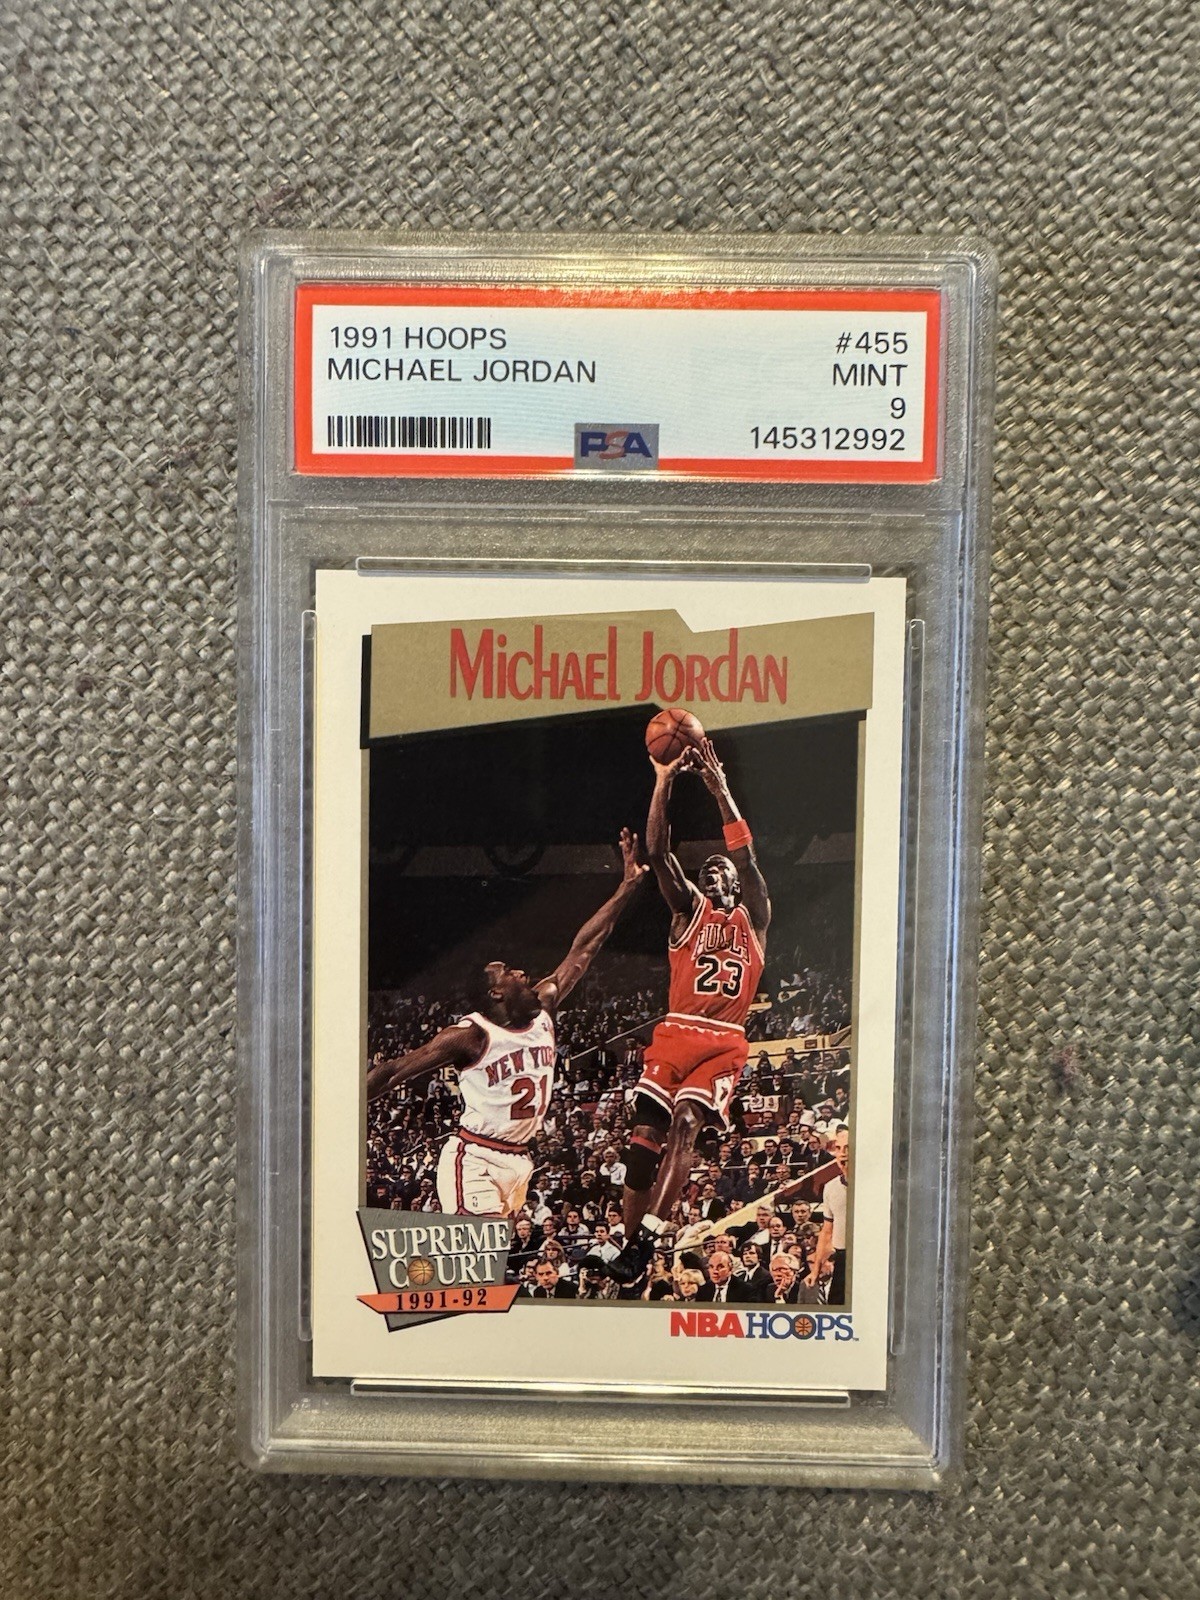 1991 HOOPS #455
MICHAEL JORDAN MINT
9
PSA 145312992
Michael Jordan
BULLS
23
NEW YO
21
SUPREME
COURT
1991-92
NBA HOOPS